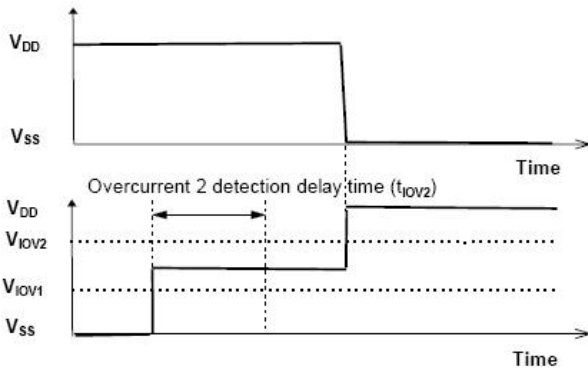 VDD
VSS
Time
Overcurrent 2 detection delay time (tIOV2)
VDD
VIOV2
VIOV1
VSS
Time